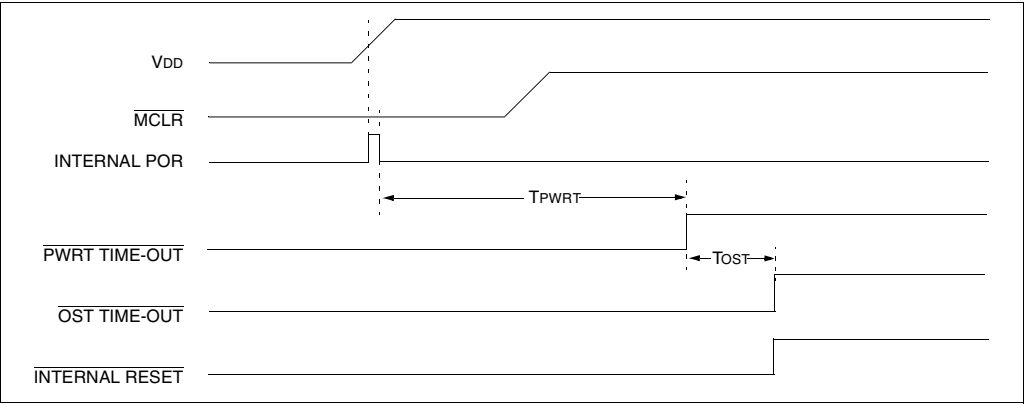 VDD
MCLR
INTERNAL POR
TPWRT
PWRT TIME-OUT
TOST
OST TIME-OUT
INTERNAL RESET